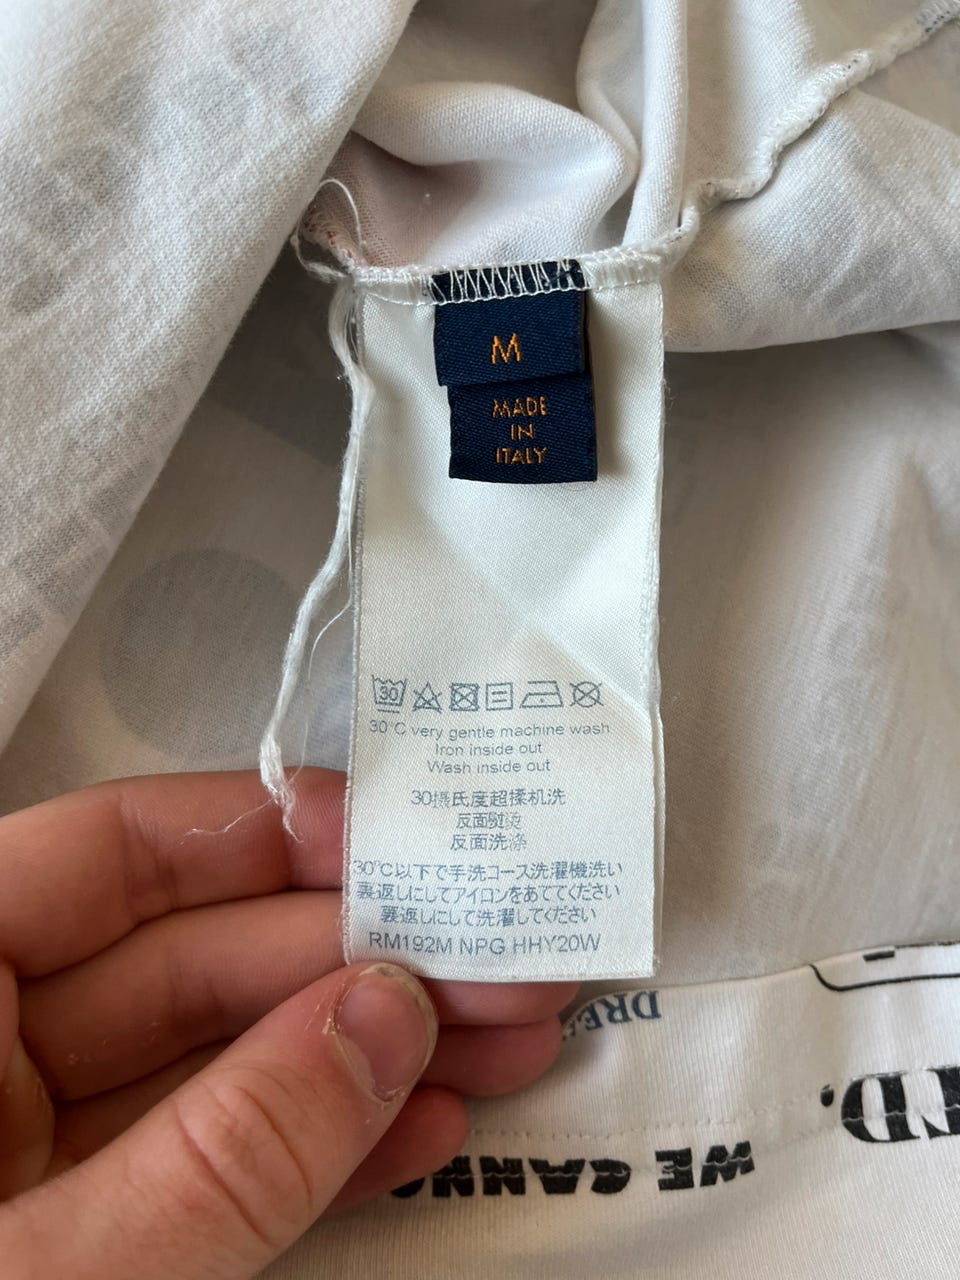 M
MADE
IN
ITALY
30
30°C very gentle machine wash
Iron inside out
Wash inside out
30摄氏度超揉机洗
反面熨烫
反面洗涤
30℃以下で手洗コース洗濯機洗い
裏返しにしてアイロンをあててください
裏返しにして洗濯してください
RM192M NPG HHY20W
WE